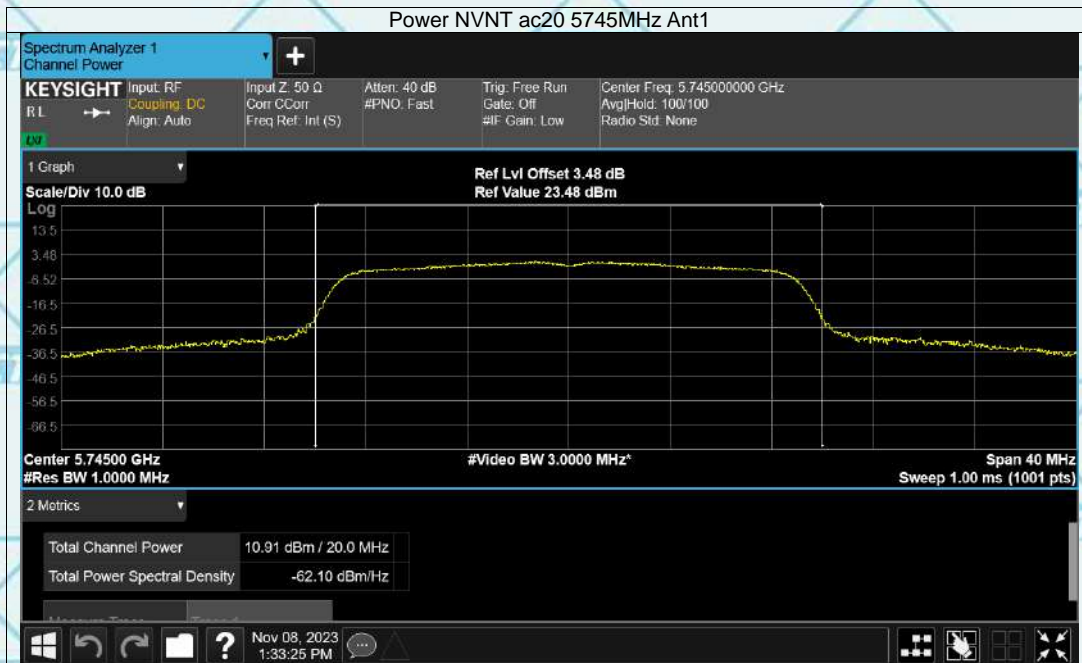 Power NVNT ac20 5745MHz Ant1
Spectrum Analyzer 1
Channel Power
+
KEYSIGHT
R L
LXI
Input: RF
Coupling: DC
Align: Auto
Input Z: 50 Ω
Corr CCorr
Freq Ref: Int (S)
Atten: 40 dB
#PNO: Fast
Trig: Free Run
Gate: Off
#IF Gain: Low
Center Freq: 5.745000000 GHz
Avg|Hold: 100/100
Radio Std: None
1 Graph
Scale/Div 10.0 dB
Ref Lvl Offset 3.48 dB
Ref Value 23.48 dBm
Log
13.5
3.48
-6.52
-16.5
-26.5
-36.5
-46.5
-56.5
-66.5
Center 5.74500 GHz
#Video BW 3.0000 MHz*
Span 40 MHz
#Res BW 1.0000 MHz
Sweep 1.00 ms (1001 pts)
2 Metrics
Total Channel Power 10.91 dBm / 20.0 MHz
Total Power Spectral Density -62.10 dBm/Hz
?
Nov 08, 2023
1:33:25 PM